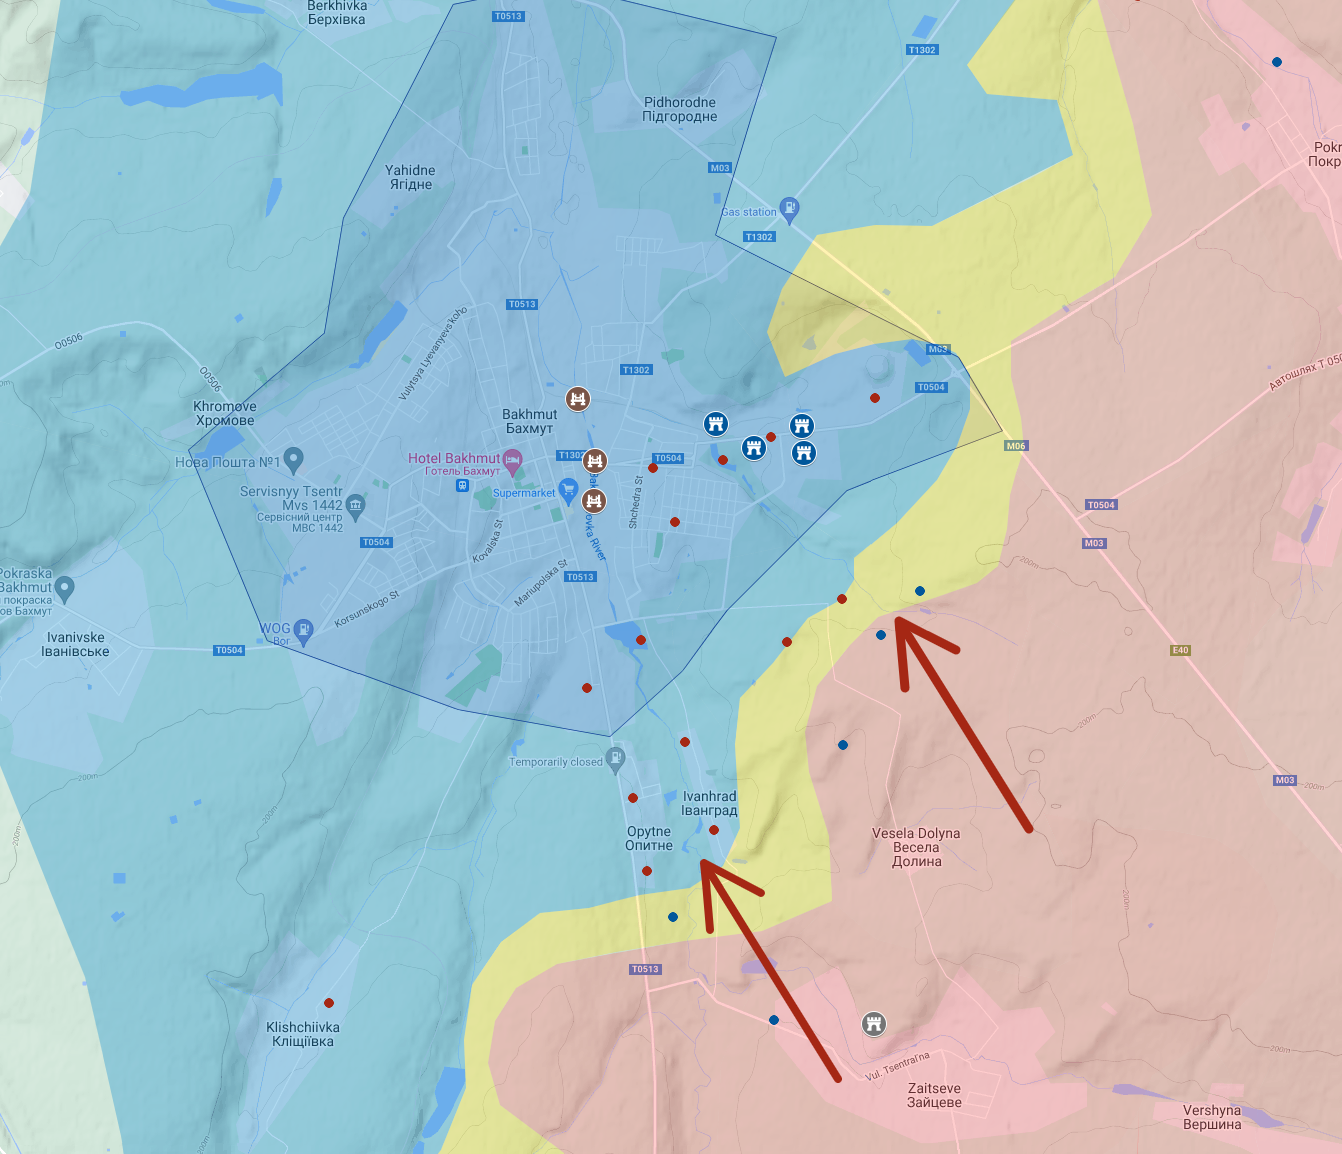 Berkhivka
Берхівка
T0513
T1302
Pidhorodne
Підгородне
Yahidne
Ягідне
M03
Gas station
T1302
T0513
Vulytsya Lyevanyevs'koho
O0506
O0506
M03
T1302
T0504
Автошлях Т 050
Khromove
Хромове
Bakhmut
Бахмут
M06
Нова Пошта №1
Hotel Bakhmut
Готель Бахмут
T1302
T0504
Supermarket
Shchedra St
Servisnyy Tsentr
Mvs 1442
Сервісний центр
МВС 1442
T0504
M03
T0504
Kovalska St
River
200m
Pokraska
Bakhmut
покраска
ов Бахмут
T0513
Mariupolska St
Korsunskogo St
WOG
Вог
Ivanivske
Іванівське
T0504
E40
200m
Temporarily closed
M03
200m
200m
200m
Ivanhrad
Іванград
Opytne
Опитне
Vesela Dolyna
Весела
Долина
200m
T0513
Klishchiivka
Кліщіївка
Vul. Tsentral'na
200m
Zaitseve
Зайцеве
Vershyna
Вершина
200m